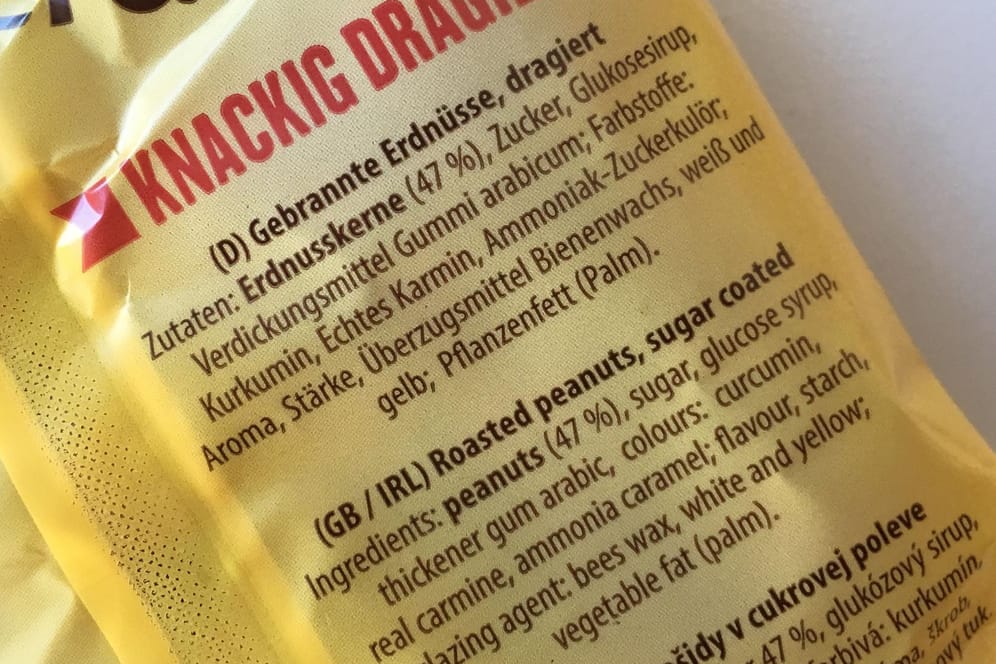 KNACKIG
(D) Gebrannte Erdnüsse, dragiert
Zutaten: Erdnusskerne (47 %), Zucker, Glukosesirup,
Verdickungsmittel Gummi arabicum; Farbstoffe:
Kurkumin, Echtes Karmin, Ammoniak-Zuckerkulör;
Aroma, Stärke, Überzugsmittel Bienenwachs, weiß und
gelb; Pflanzenfett (Palm).
(GB / IRL) Roasted peanuts, sugar coated
Ingredients: peanuts (47 %), sugar, glucose syrup,
thickener gum arabic, colours: curcumin,
real carmine, ammonia caramel; flavour, starch,
agent: bees wax, white and yellow;
vegetable fat (palm).
v cukrovej poleve
47 %, glukózový sirup,
kurkumín,
škrob,
tuk.